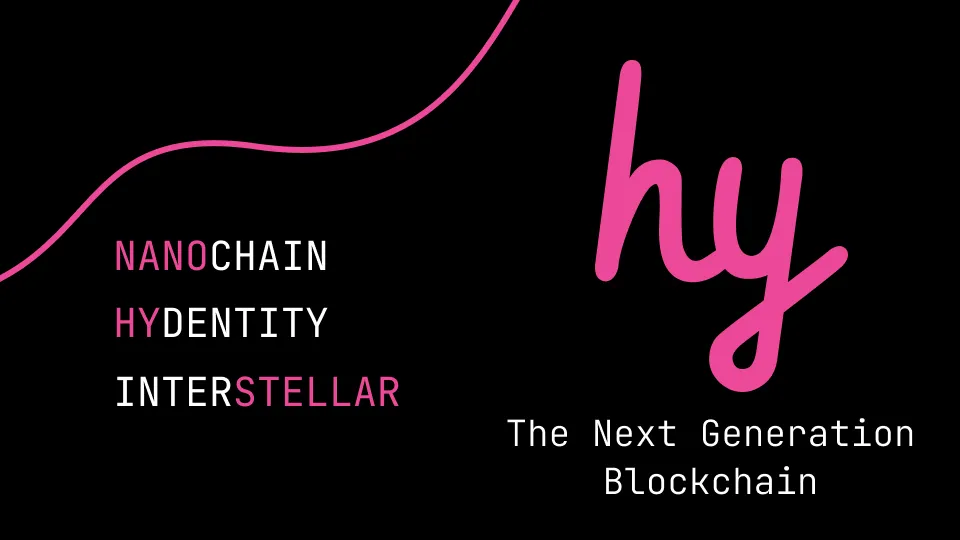 NANOCHAIN
HYDENTITY
INTERSTELLAR
hy
The Next Generation
Blockchain